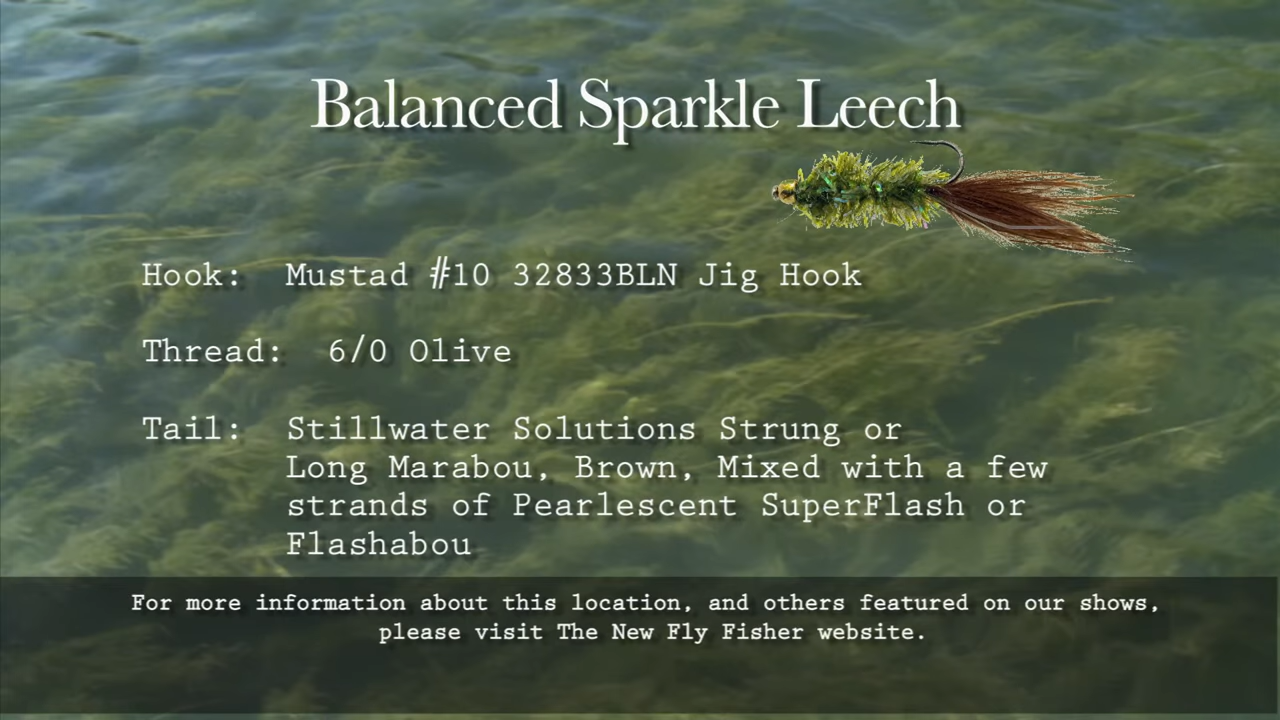 Balanced Sparkle Leech
Hook: Mustad #10 32833BLN Jig Hook
Thread: 6/0 Olive
Tail: Stillwater Solutions Strung or
Long Marabou, Brown, Mixed with a few
strands of Pearlescent SuperFlash or
Flashabou
For more information about this location, and others featured on our shows,
please visit The New Fly Fisher website.